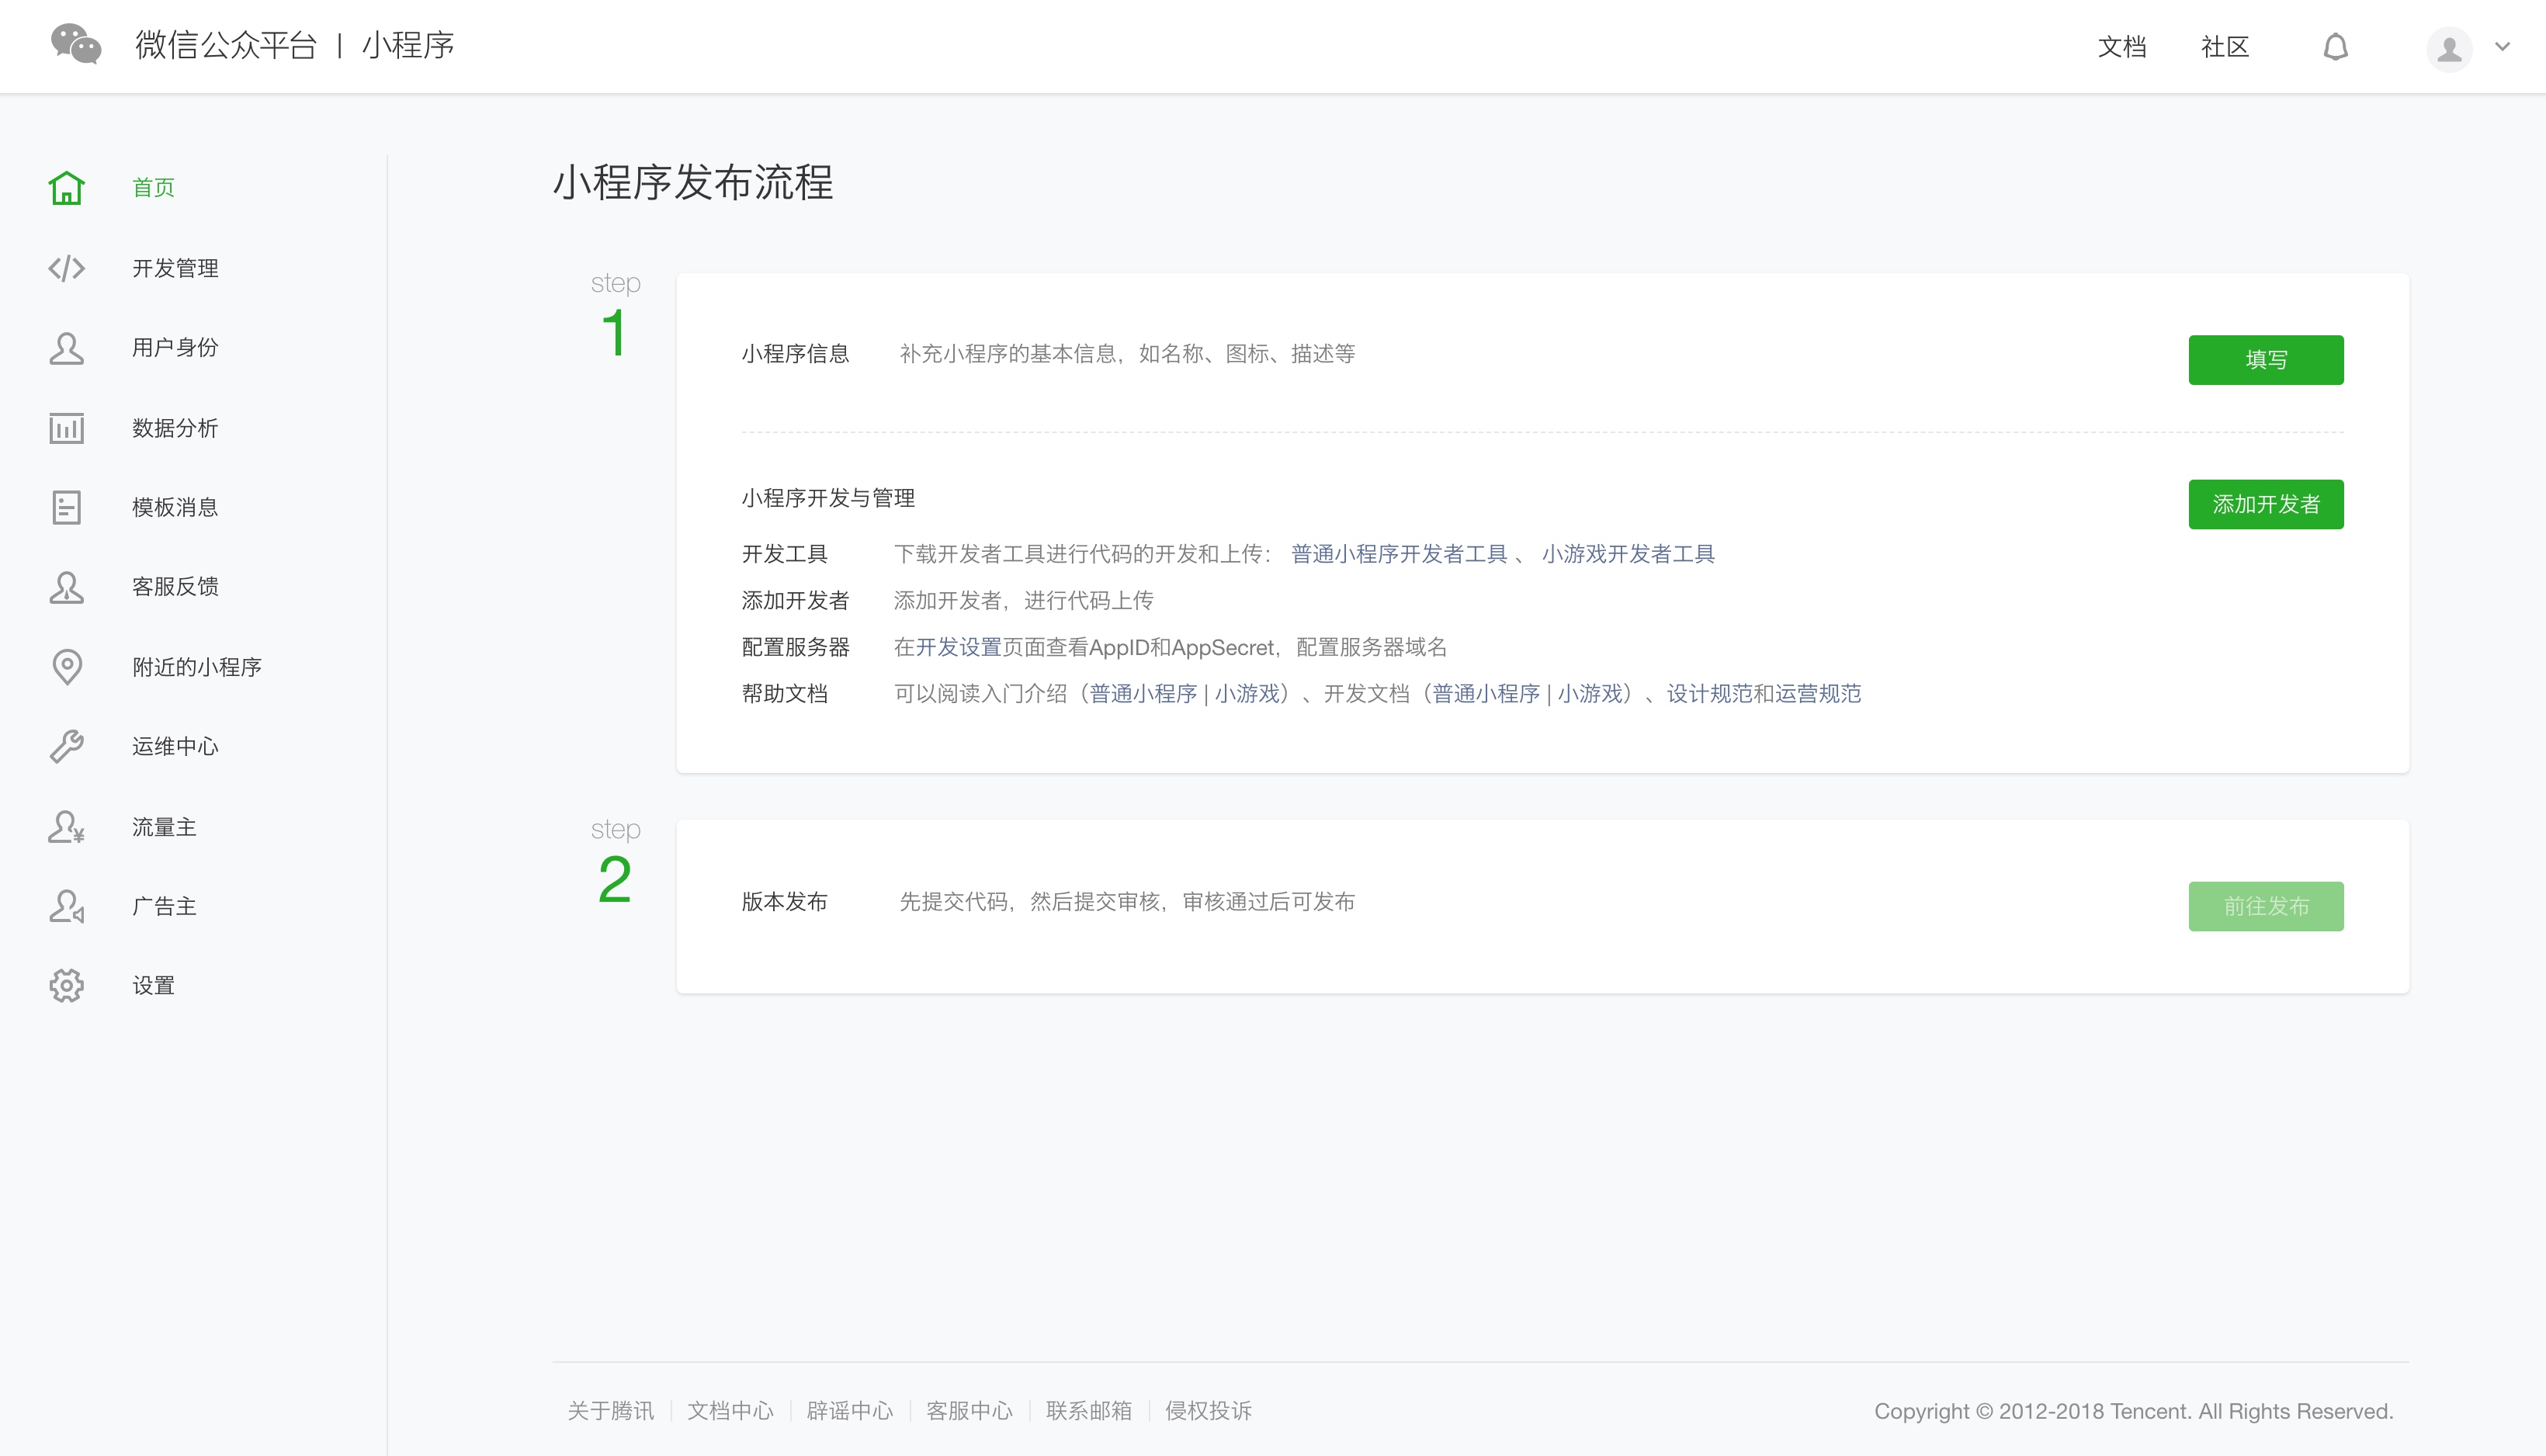 微信公众平台 | 小程序
文档 社区
首页
开发管理
用户身份
数据分析
模板消息
客服反馈
附近的小程序
运维中心
流量主
广告主
设置
小程序发布流程
step
1
小程序信息 补充小程序的基本信息，如名称、图标、描述等
填写
小程序开发与管理
添加开发者
开发工具 下载开发者工具进行代码的开发和上传： 普通小程序开发者工具 、 小游戏开发者工具
添加开发者 添加开发者，进行代码上传
配置服务器 在开发设置页面查看AppID和AppSecret，配置服务器域名
帮助文档 可以阅读入门介绍（普通小程序 | 小游戏）、开发文档（普通小程序 | 小游戏）、设计规范和运营规范
step
2
版本发布 先提交代码，然后提交审核，审核通过后可发布
前往发布
关于腾讯 文档中心 辟谣中心 客服中心 联系邮箱 侵权投诉
Copyright © 2012-2018 Tencent. All Rights Reserved.